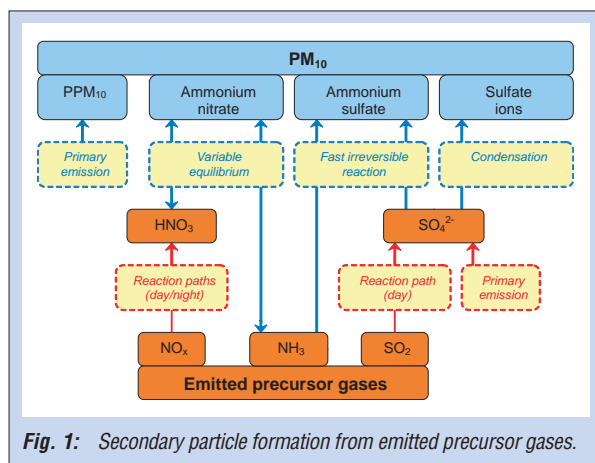 PM₁₀
PPM₁₀
Ammonium
nitrate
Ammonium
sulfate
Sulfate
ions
Primary
emission
Variable
equilibrium
Fast irreversible
reaction
Condensation
HNO₃
SO₄²⁻
Reaction paths
(day/night)
Reaction path
(day)
Primary
emission
NOₓ
NH₃
SO₂
Emitted precursor gases
Fig. 1: Secondary particle formation from emitted precursor gases.